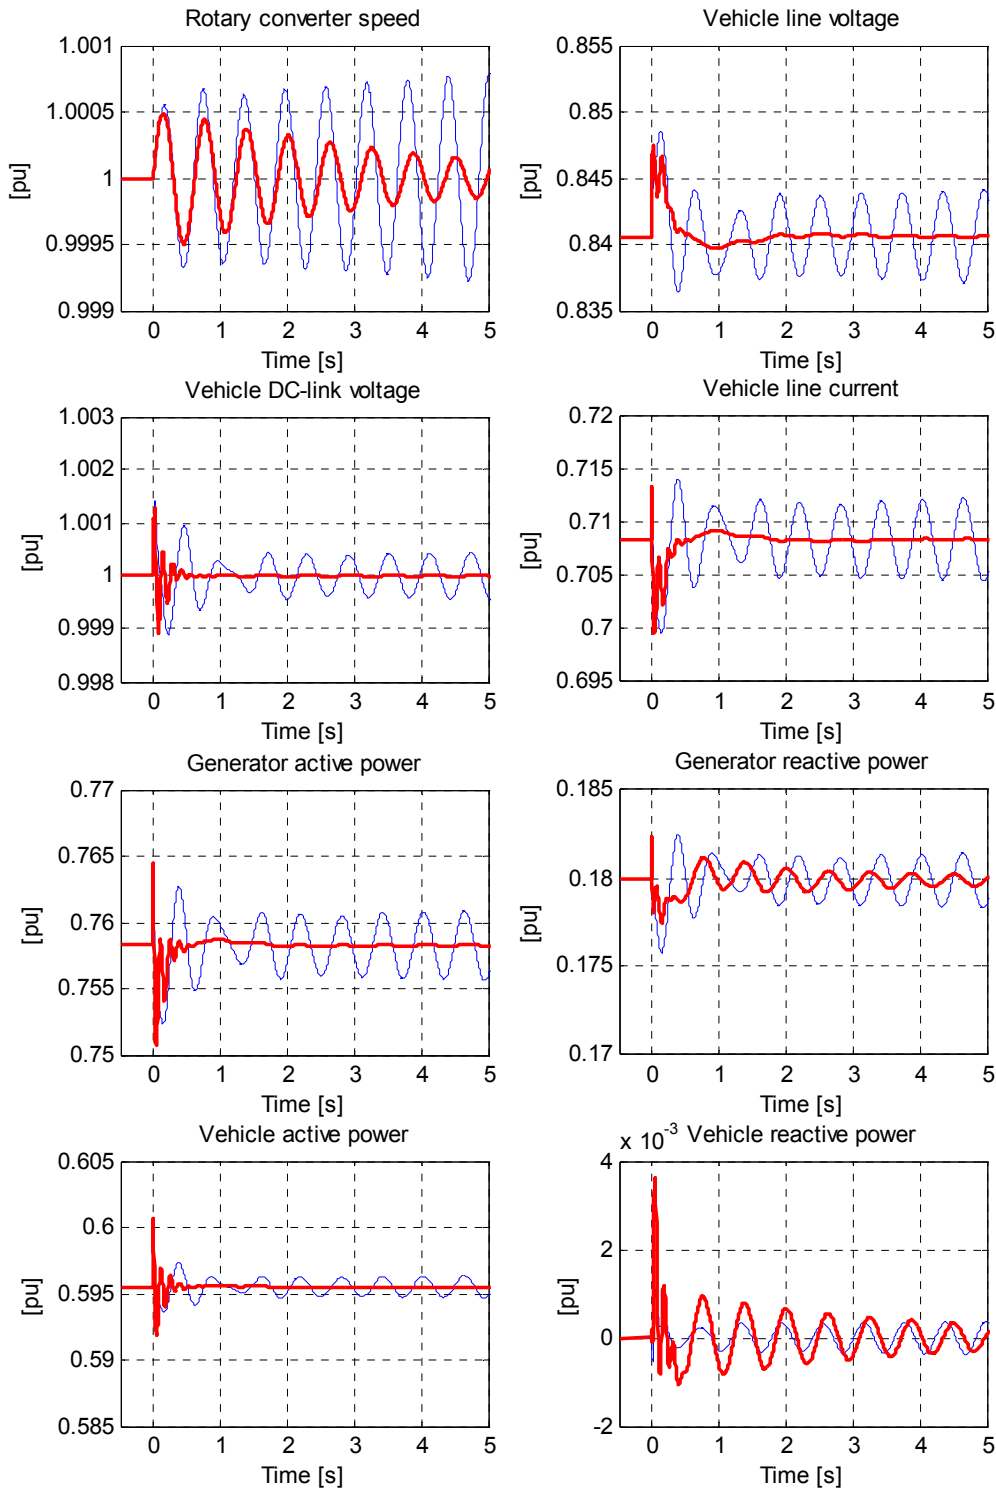 Rotary converter speed
1.001
1.0005
1
0.9995
0.999
[pu]
0 1 2 3 4 5
Time [s]
Vehicle line voltage
0.855
0.85
0.845
0.84
0.835
[pu]
0 1 2 3 4 5
Time [s]
Vehicle DC-link voltage
1.003
1.002
1.001
1
0.999
0.998
[pu]
0 1 2 3 4 5
Time [s]
Vehicle line current
0.72
0.715
0.71
0.705
0.7
0.695
[pu]
0 1 2 3 4 5
Time [s]
Generator active power
0.77
0.765
0.76
0.755
0.75
[pu]
0 1 2 3 4 5
Time [s]
Generator reactive power
0.185
0.18
0.175
0.17
[pu]
0 1 2 3 4 5
Time [s]
Vehicle active power
0.605
0.6
0.595
0.59
0.585
[pu]
0 1 2 3 4 5
Time [s]
x 10^-3 Vehicle reactive power
4
2
0
-2
[pu]
0 1 2 3 4 5
Time [s]